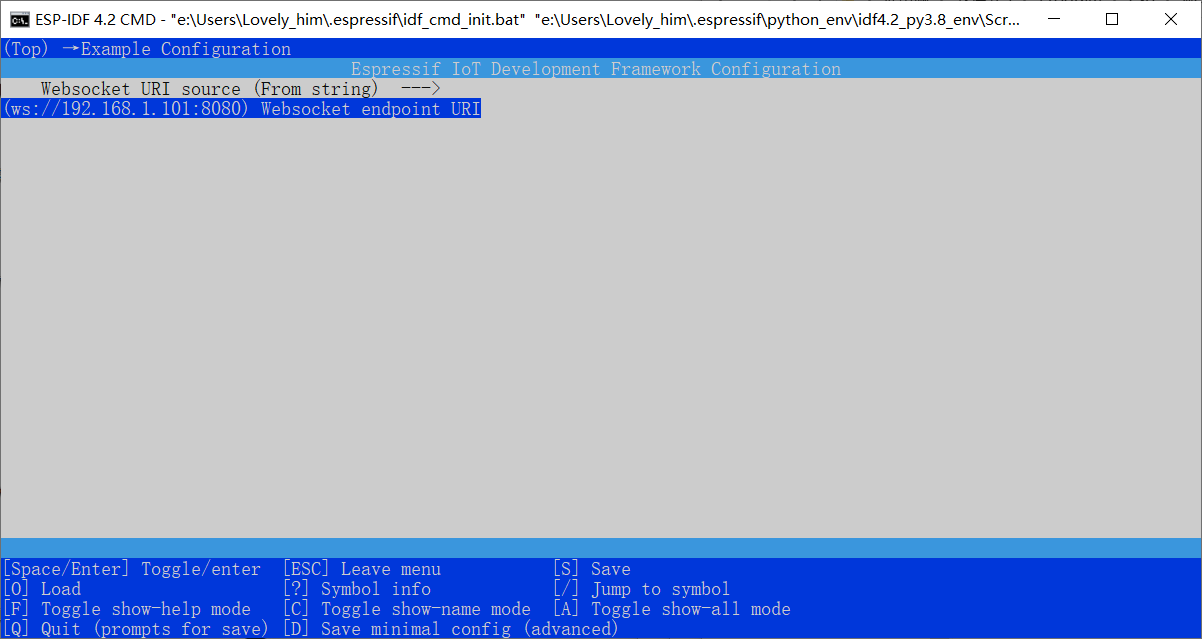 ESP-IDF 4.2 CMD - "e:\Users\Lovely_him\.espressif\idf_cmd_init.bat"  "e:\Users\Lovely_him\.espressif\python_env\idf4.2_py3.8_env\Scr...
(Top) →Example Configuration
Espressif IoT Development Framework Configuration
Websocket URI source (From string)  --->
(ws://192.168.1.101:8080) Websocket endpoint URI
[Space/Enter] Toggle/enter  [ESC] Leave menu           [S] Save
[O] Load                    [?] Symbol info            [/] Jump to symbol
[F] Toggle show-help mode   [C] Toggle show-name mode  [A] Toggle show-all mode
[Q] Quit (prompts for save) [D] Save minimal config (advanced)